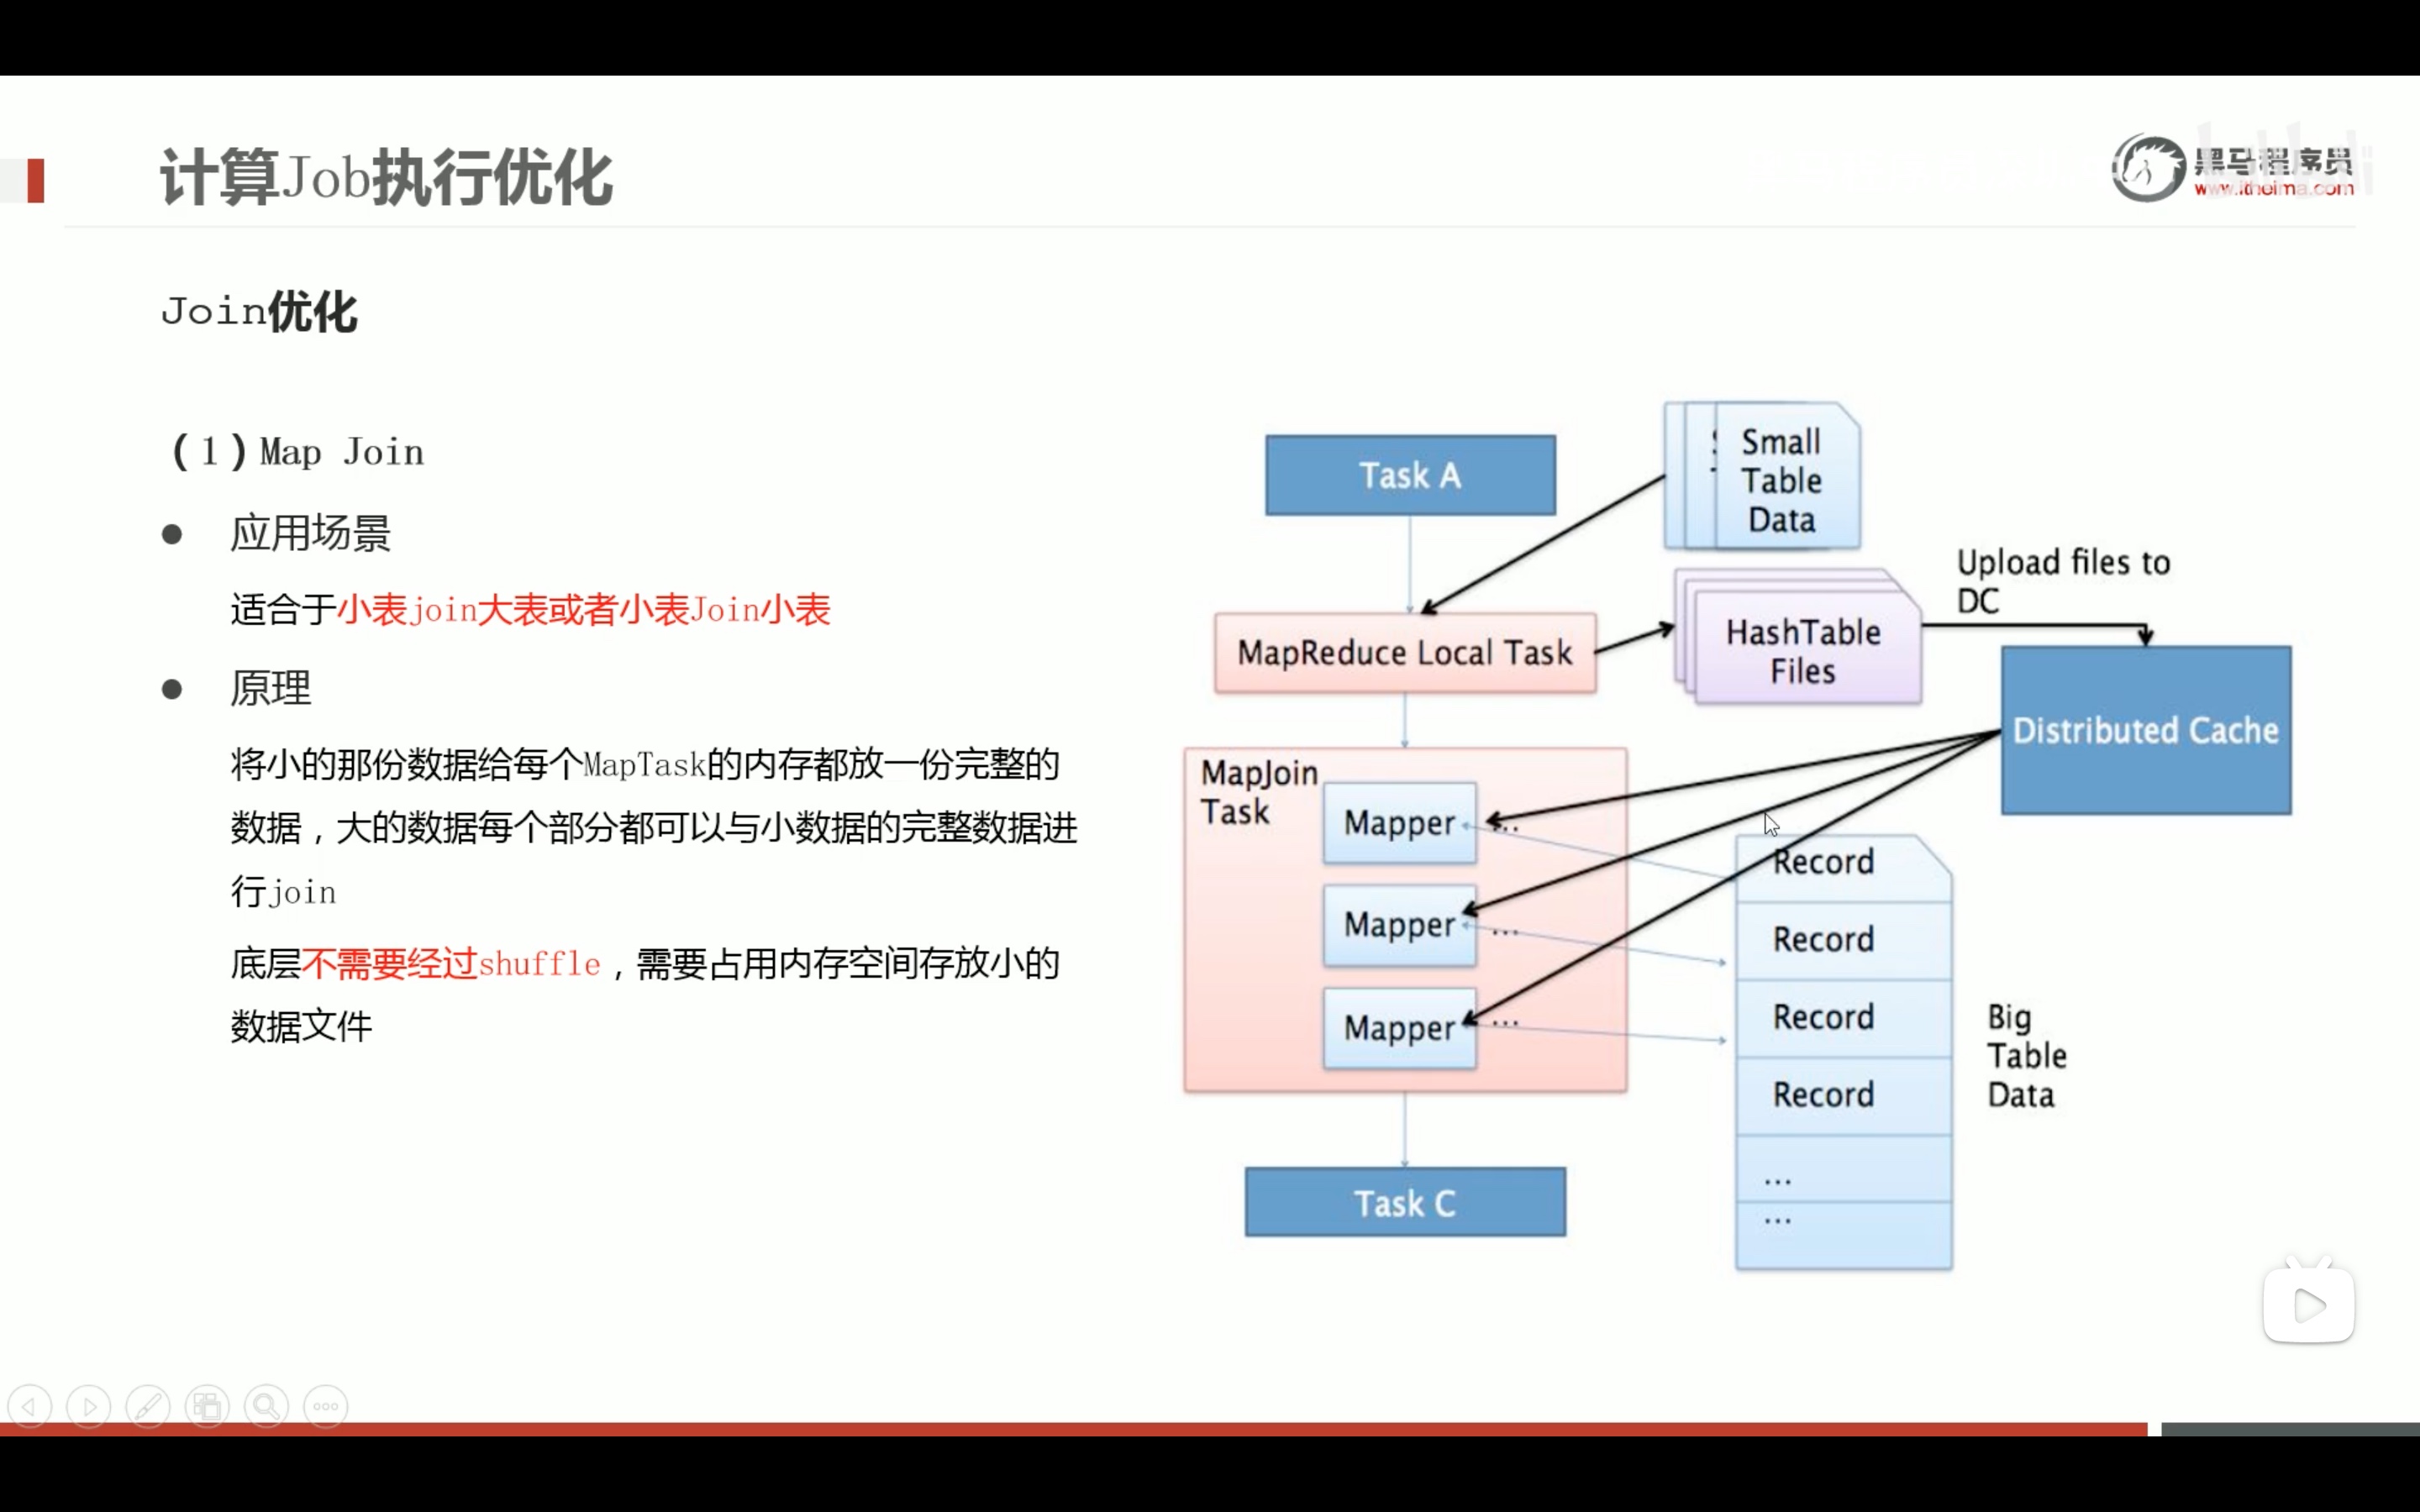 计算Job执行优化
黑马程序员
www.itheima.com
Join优化
（1）Map Join
● 应用场景
适合于小表join大表或者小表Join小表
● 原理
将小的那份数据给每个MapTask的内存都放一份完整的
数据，大的数据每个部分都可以与小数据的完整数据进
行join
底层不需要经过shuffle，需要占用内存空间存放小的
数据文件
Task A
Small
Table
Data
MapReduce Local Task
HashTable
Files
Upload files to
DC
Distributed Cache
MapJoin
Task
Mapper
...
Mapper
...
Mapper
...
Record
Record
Record
Record
...
...
Big
Table
Data
Task C